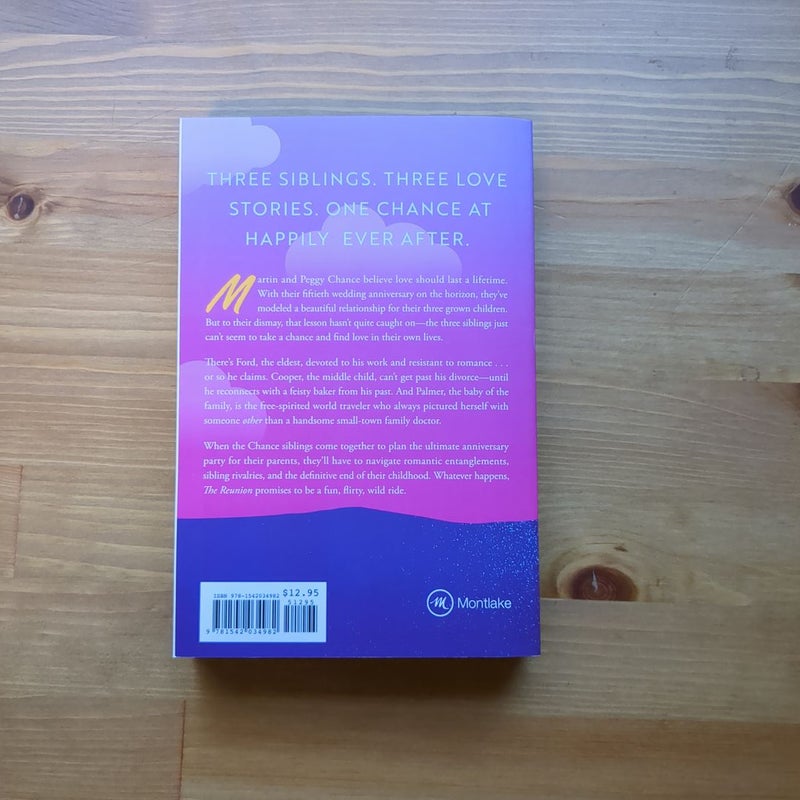 THREE SIBLINGS. THREE LOVE
STORIES. ONE CHANCE AT
HAPPILY EVER AFTER.
Martin and Peggy Chance believe love should last a lifetime.
With their fiftieth wedding anniversary on the horizon, they've
modeled a beautiful relationship for their three grown children.
But to their dismay, that lesson hasn't quite caught on—the three siblings just
can't seem to take a chance and find love in their own lives.
There's Ford, the eldest, devoted to his work and resistant to romance . . .
or so he claims. Cooper, the middle child, can't get past his divorce—until
he reconnects with a feisty baker from his past. And Palmer, the baby of the
family, is the free-spirited world traveler who always pictured herself with
someone other than a handsome small-town family doctor.
When the Chance siblings come together to plan the ultimate anniversary
party for their parents, they'll have to navigate romantic entanglements,
sibling rivalries, and the definitive end of their childhood. Whatever happens,
The Reunion promises to be a fun, flirty, wild ride.
ISBN 978-1542034982 $12.95
51295
9 781542 034982
M Montlake